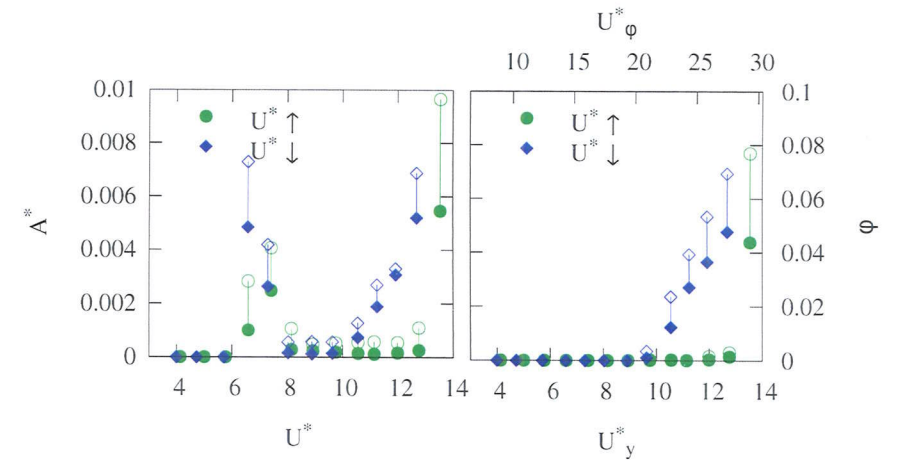 U*φ
10 15 20 25 30
0.01 0.1
U* ↑ U* ↑
0.008 0.08
U* ↓ U* ↓
0.006 0.06
A* φ
0.004 0.04
0.002 0.02
0 0
4 6 8 10 12 14 4 6 8 10 12 14
U* U*y